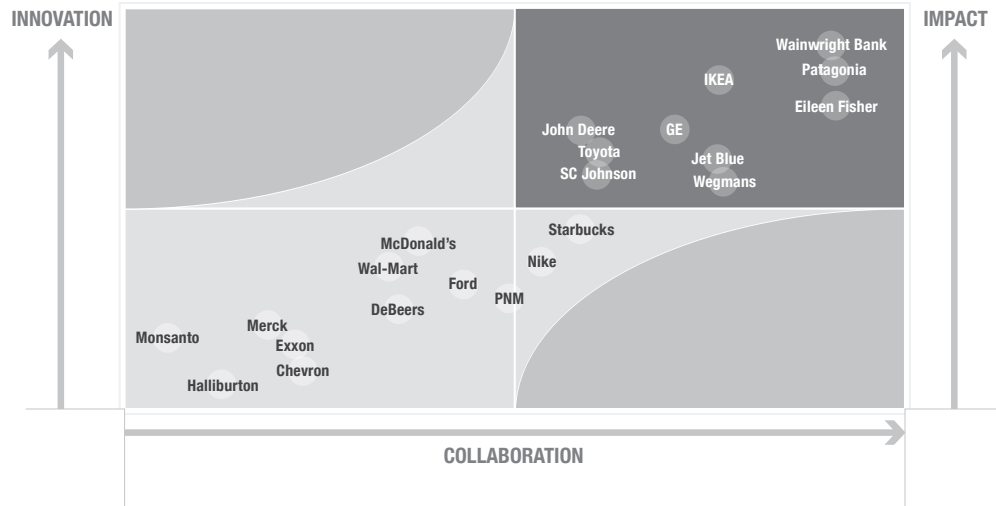 INNOVATION
IMPACT
Wainwright Bank
Patagonia
IKEA
Eileen Fisher
John Deere
GE
Toyota
Jet Blue
SC Johnson
Wegmans
Starbucks
McDonald's
Nike
Wal-Mart
Ford
PNM
DeBeers
Merck
Monsanto
Exxon
Chevron
Halliburton
COLLABORATION